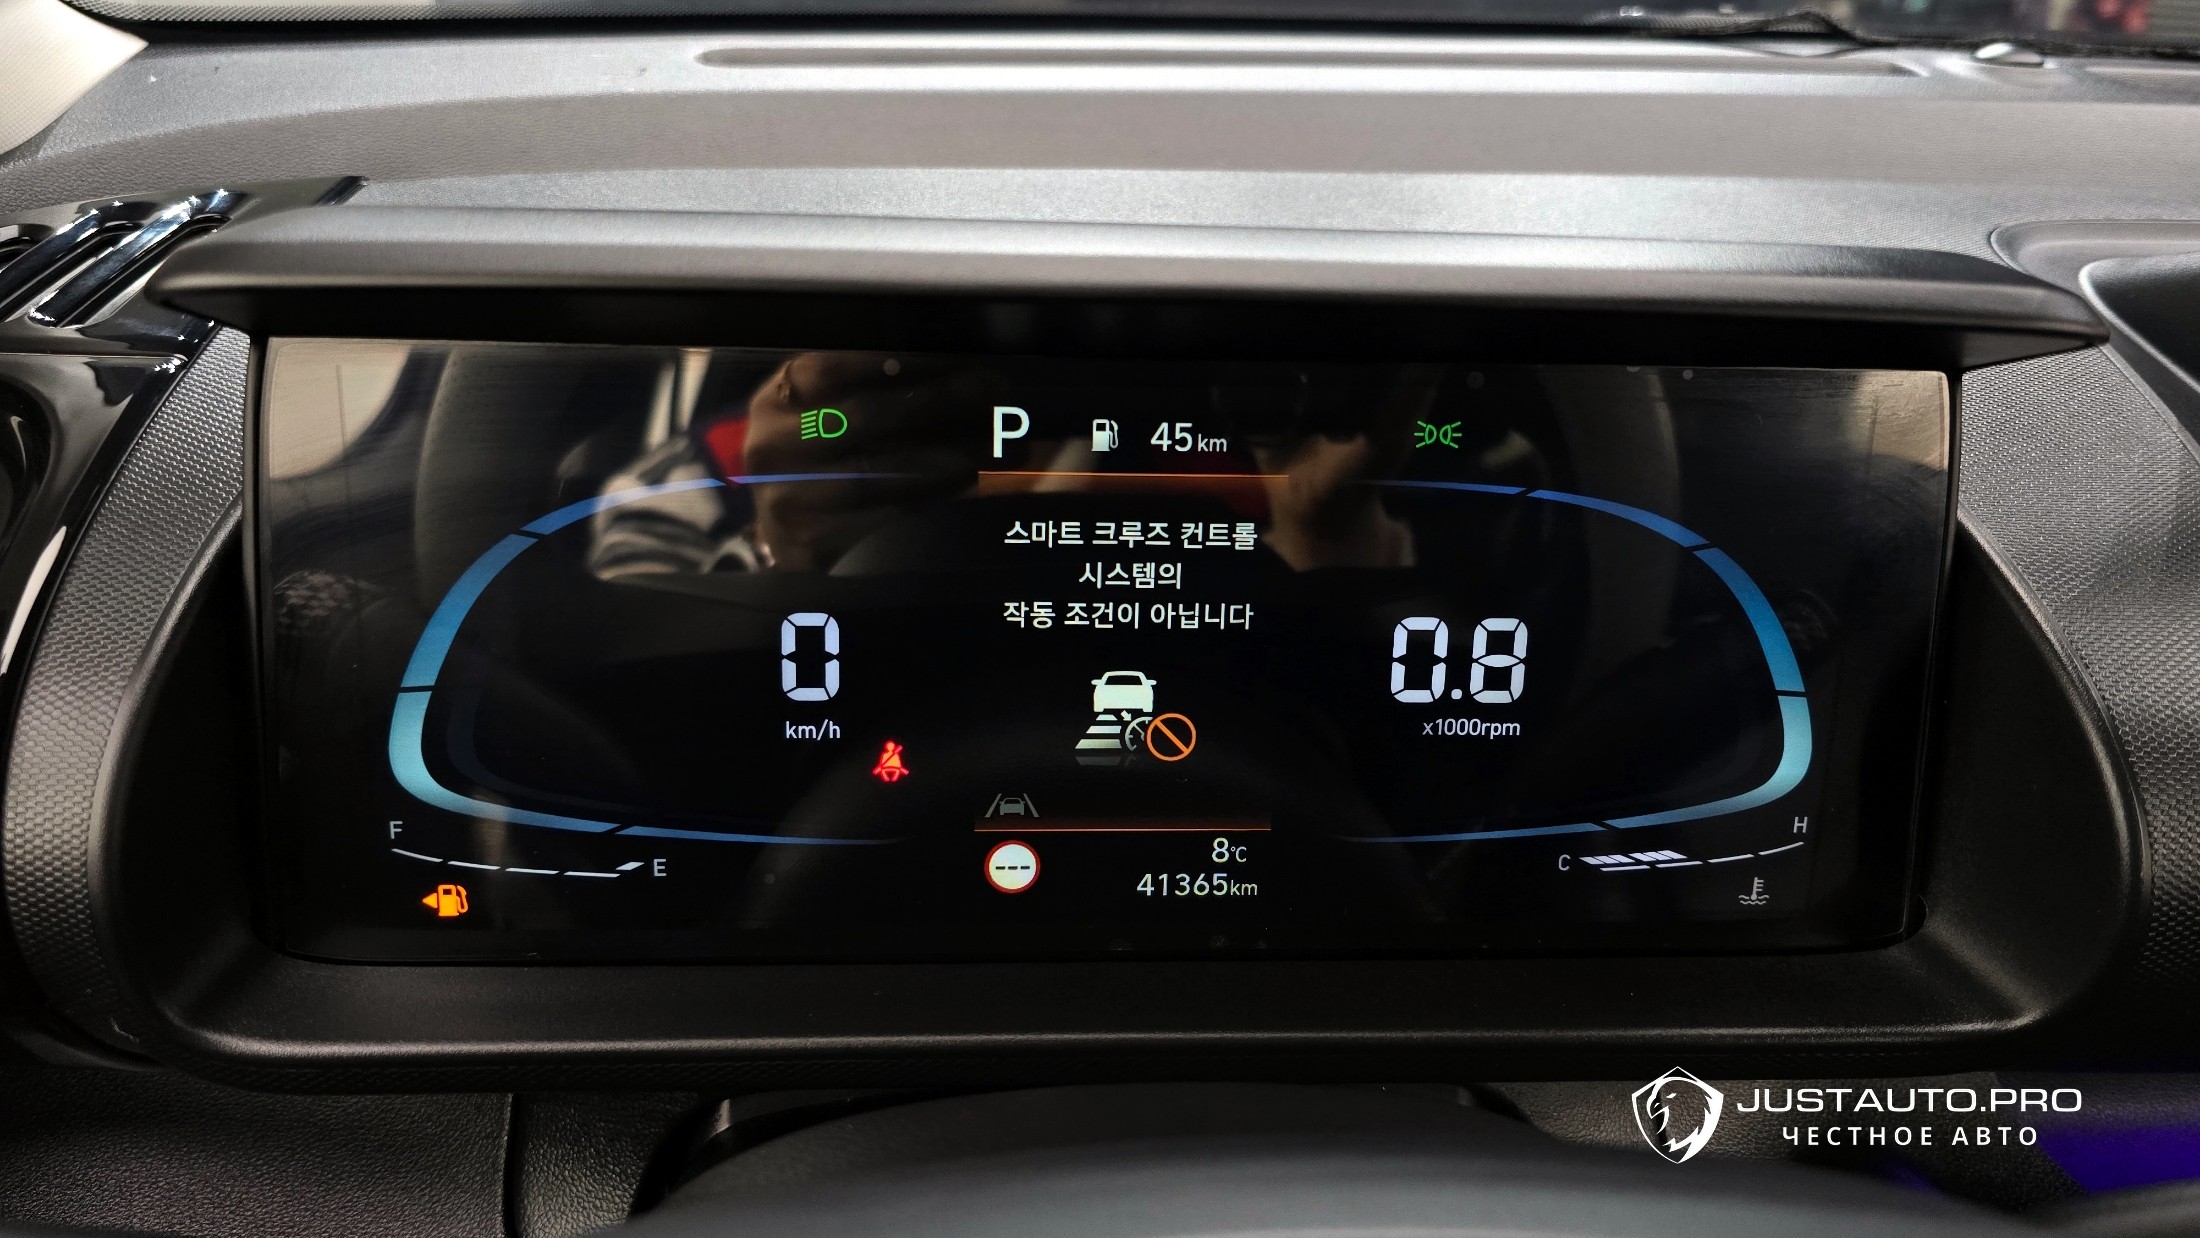 P 45km
스마트 크루즈 컨트롤
시스템의
작동 조건이 아닙니다
0
km/h
0.8
x1000rpm
F
E
---
8°C
41365km
C
H
JUSTAUTO.PRO
ЧЕСТНОЕ АВТО